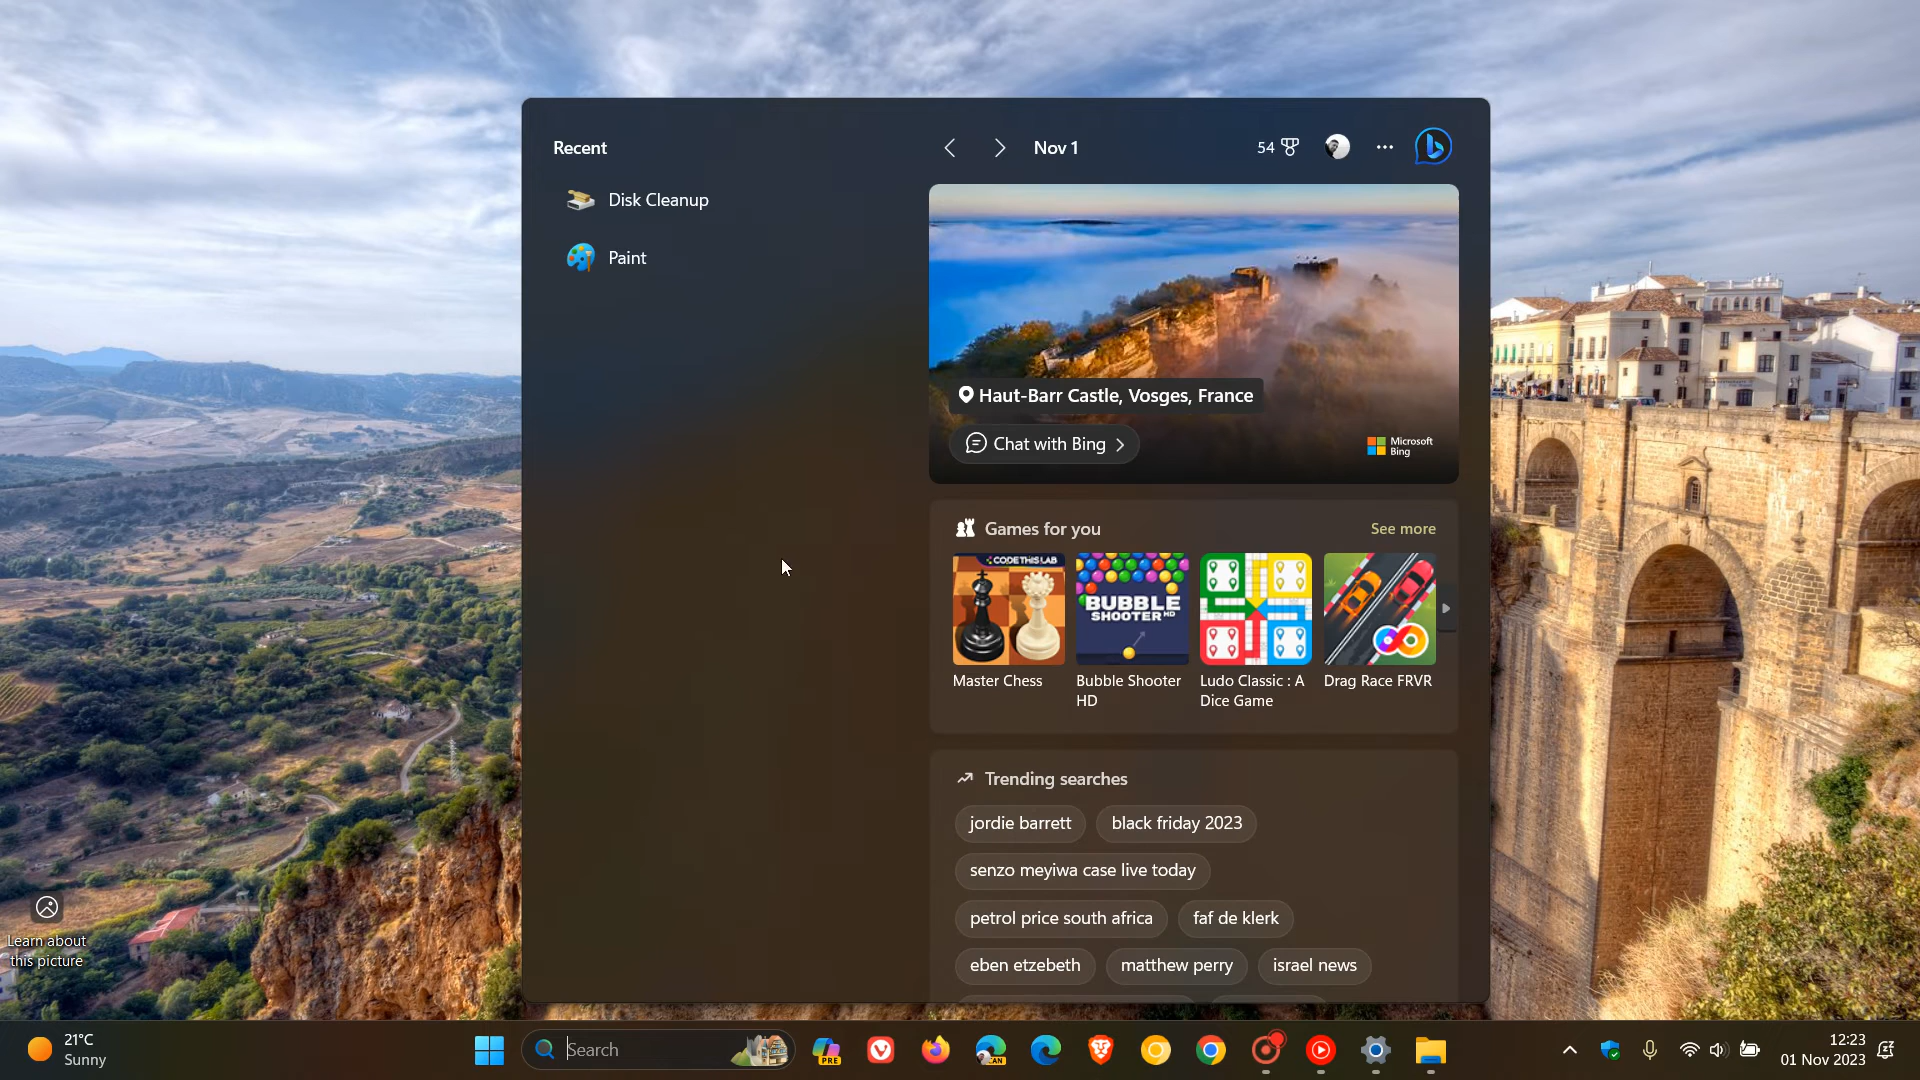 Recent
Disk Cleanup
Paint
Nov 1
54
Haut-Barr Castle, Vosges, France
Chat with Bing
Microsoft
Bing
Games for you
See more
CODETHISLAB
BUBBLE
SHOOTER HD
Master Chess
Bubble Shooter
HD
Ludo Classic : A
Dice Game
Drag Race FRVR
Trending searches
jordie barrett
black friday 2023
senzo meyiwa case live today
petrol price south africa
faf de klerk
eben etzebeth
matthew perry
israel news
Learn about
this picture
21°C
Sunny
Search
PRE
CAN
12:23
01 Nov 2023